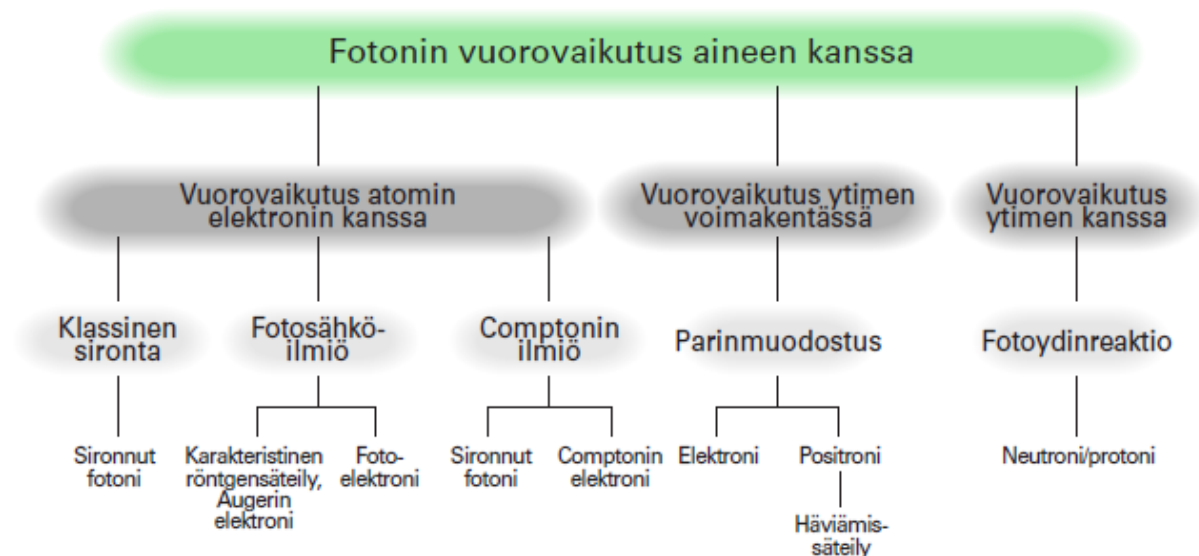 Fotonin vuorovaikutus aineen kanssa
Vuorovaikutus atomin
elektronin kanssa
Vuorovaikutus ytimen
voimakentässä
Vuorovaikutus
ytimen kanssa
Klassinen
sironta
Fotosähkö-
ilmiö
Comptonin
ilmiö
Parinmuodostus
Fotoydinreaktio
Sironnut
fotoni
Karakteristinen
röntgensäteily,
Augerin
elektroni
Foto-
elektroni
Sironnut
fotoni
Comptonin
elektroni
Elektroni
Positroni
Neutroni/protoni
Häviämis-
säteily